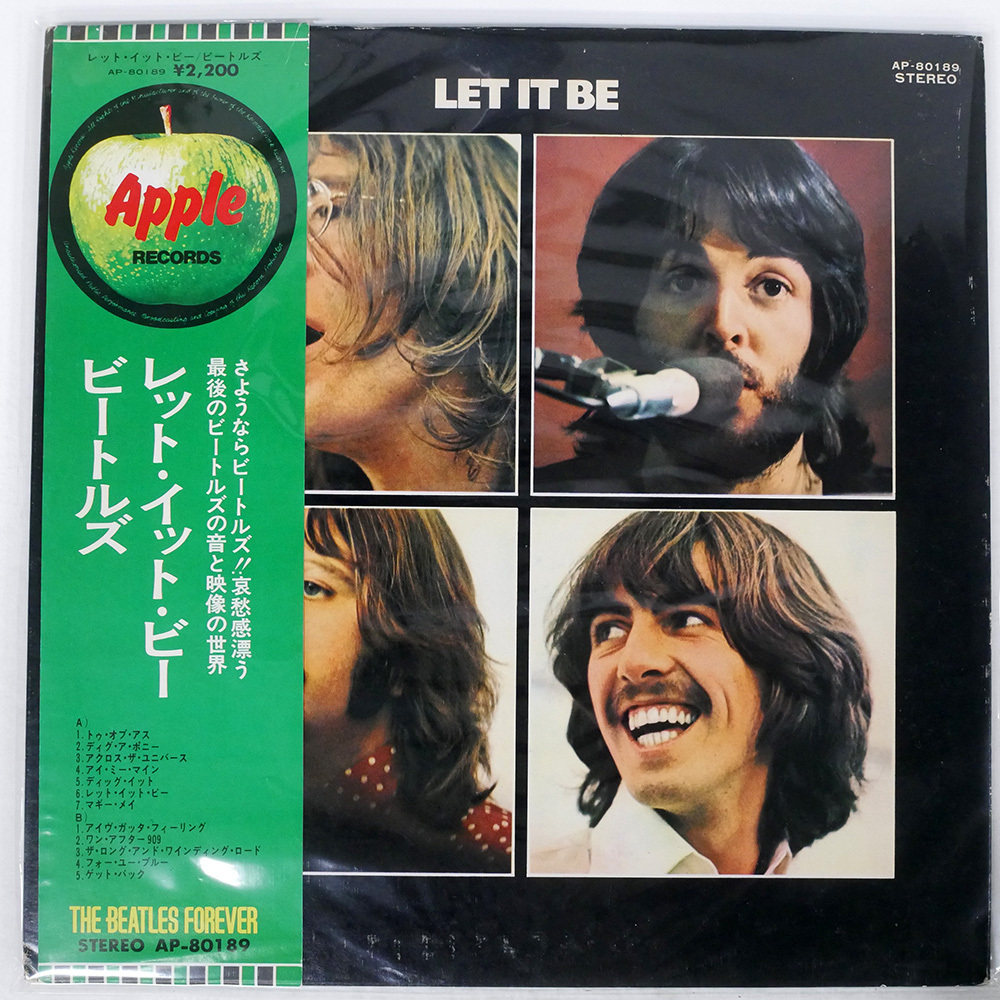 レット・イット・ビー/ビートルズ
AP-80189 ¥2,200
Apple
RECORDS
さようならビートルズ!!哀愁感漂う
最後のビートルズの音と映像の世界
レット・イット・ビー
ビートルズ
A)
1.トゥ・オブ・アス
2.ディグ・ア・ポニー
3.アクロス・ザ・ユニバース
4.アイ・ミー・マイン
5.ディッグ・イット
6.レット・イット・ビー
7.マギー・メイ
B)
1.アイヴ・ガッタ・フィーリング
2.ワン・アフター909
3.ザ・ロング・アンド・ワインディング・ロード
4.フォー・ユー・ブルー
5.ゲット・バック
THE BEATLES FOREVER
STEREO AP-80189
LET IT BE
AP-80189
STEREO